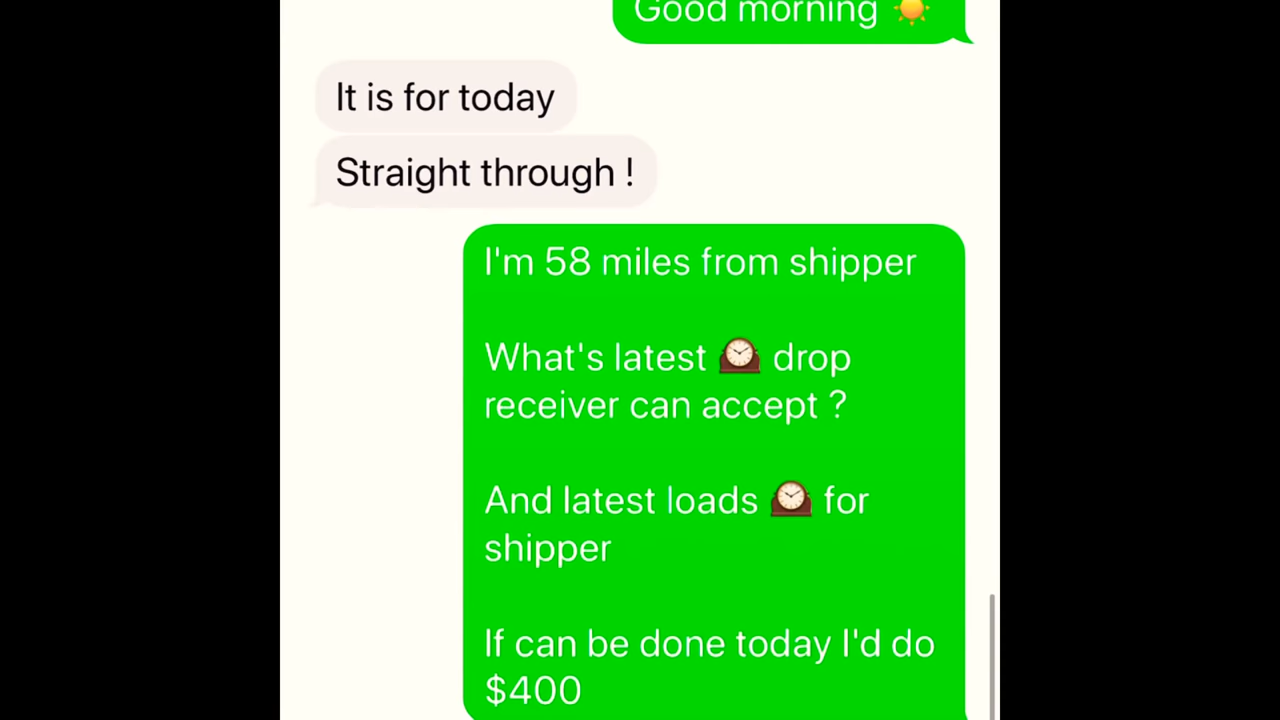 Good morning ☀️
It is for today
Straight through !
I'm 58 miles from shipper
What's latest 🕰️ drop
receiver can accept ?
And latest loads 🕰️ for
shipper
If can be done today I'd do
$400